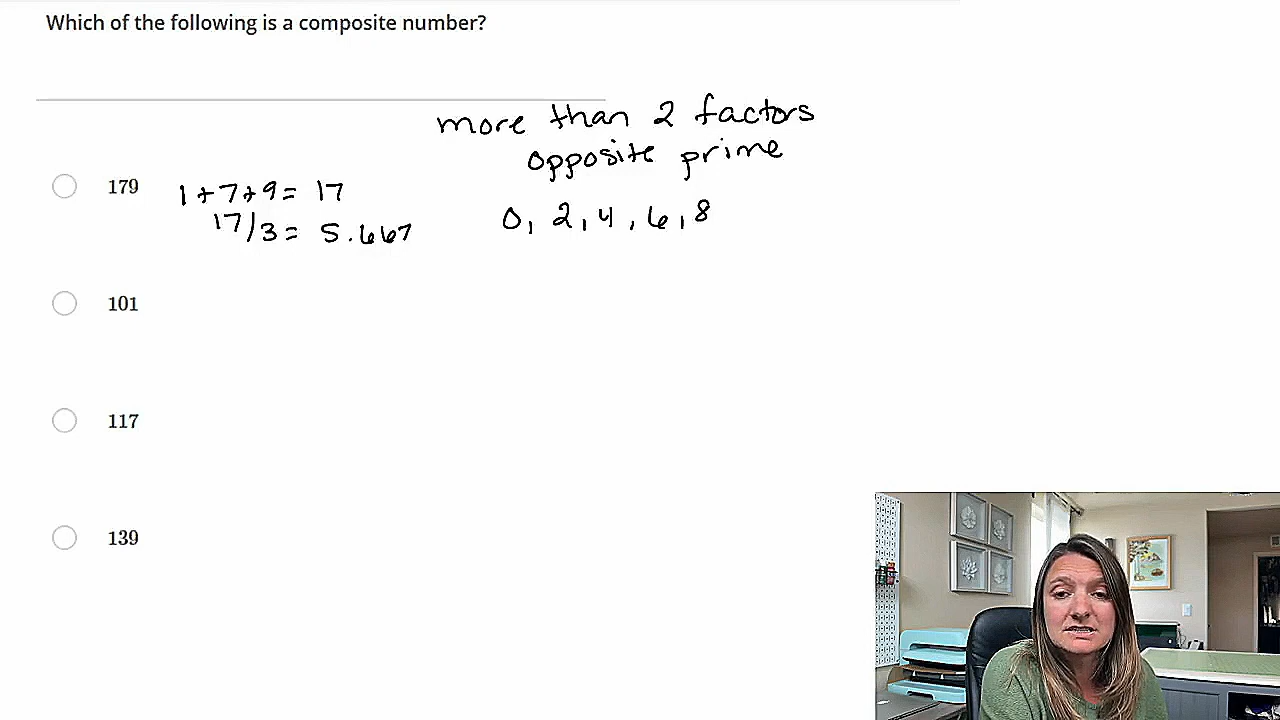 Which of the following is a composite number?
more than 2 factors
opposite prime
179
1+7+9= 17
17/3= 5.667
0, 2, 4, 6, 8
101
117
139